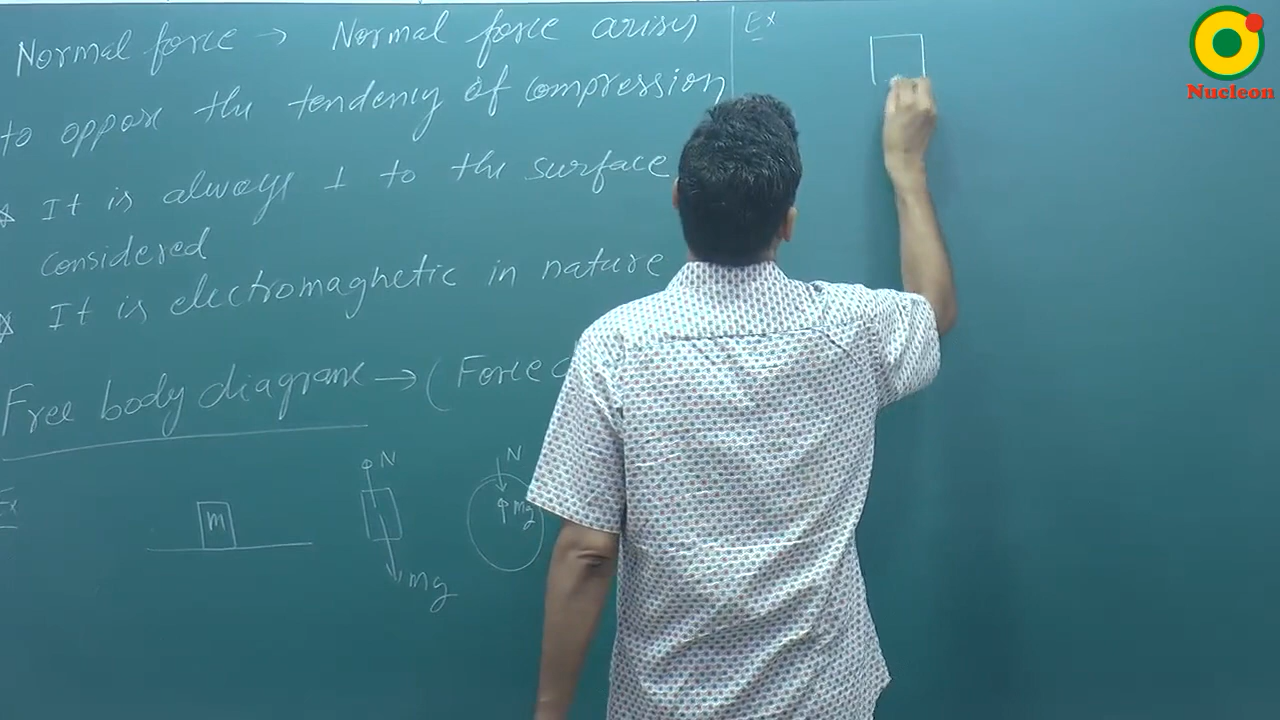 Normal force → Normal force arises
to oppose the tendency of compression
☆ It is always ⊥ to the surface
considered
☆ It is electromagnetic in nature
Free body diagram → (Force
Ex
m
N
mg
N
mg
Ex
Nucleon